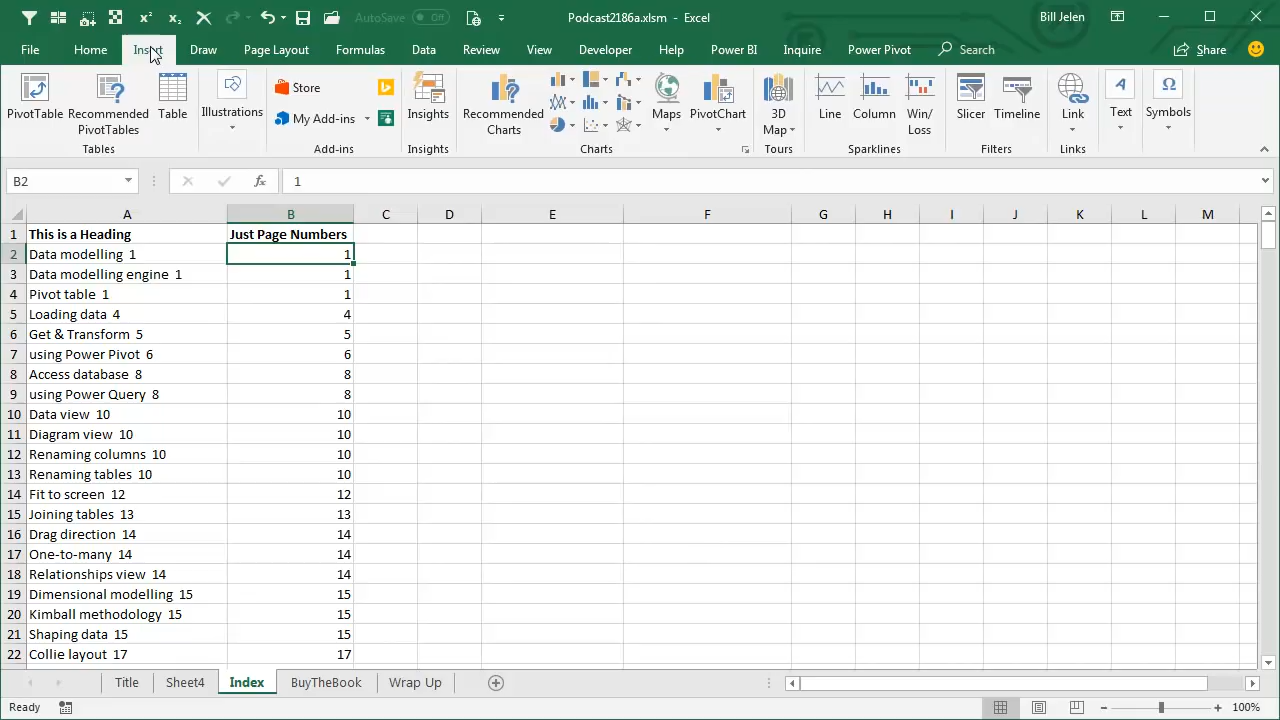 AutoSave Off Podcast2186a.xlsm - Excel Bill Jelen
File Home Insert Draw Page Layout Formulas Data Review View Developer Help Power BI Inquire Power Pivot Search Share
PivotTable Recommended PivotTables Table Illustrations Store My Add-ins Insights Recommended Charts Maps PivotChart 3D Map Line Column Win/Loss Slicer Timeline Link Text Symbols
Tables Add-ins Insights Charts Tours Sparklines Filters Links
B2 fx 1
A B C D E F G H I J K L M
1 This is a Heading Just Page Numbers
2 Data modelling 1 1
3 Data modelling engine 1 1
4 Pivot table 1 1
5 Loading data 4 4
6 Get & Transform 5 5
7 using Power Pivot 6 6
8 Access database 8 8
9 using Power Query 8 8
10 Data view 10 10
11 Diagram view 10 10
12 Renaming columns 10 10
13 Renaming tables 10 10
14 Fit to screen 12 12
15 Joining tables 13 13
16 Drag direction 14 14
17 One-to-many 14 14
18 Relationships view 14 14
19 Dimensional modelling 15 15
20 Kimball methodology 15 15
21 Shaping data 15 15
22 Collie layout 17 17
Title Sheet4 Index BuyTheBook Wrap Up
Ready 100%